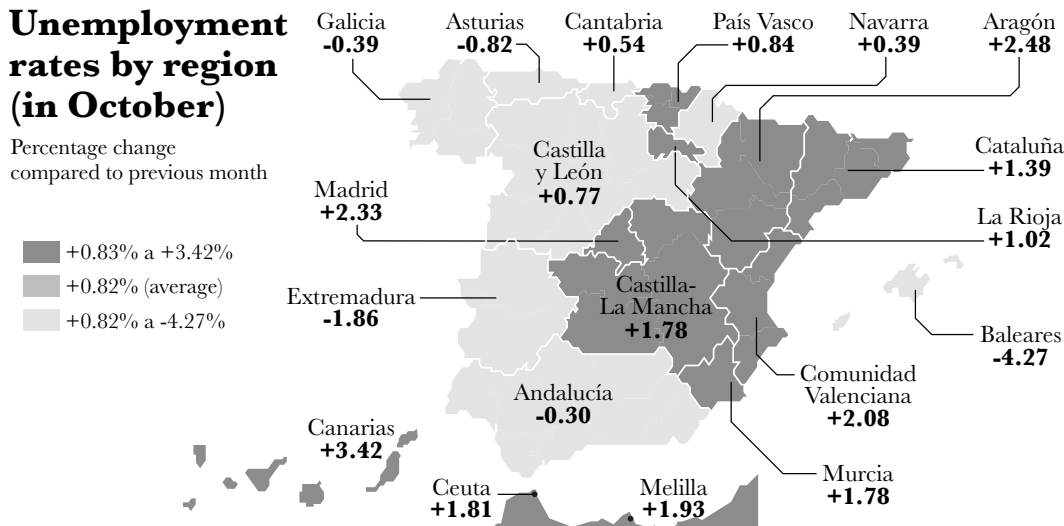 Unemployment
rates by region
(in October)
Percentage change
compared to previous month
+0.83% a +3.42%
+0.82% (average)
+0.82% a -4.27%
Galicia
-0.39
Asturias
-0.82
Cantabria
+0.54
País Vasco
+0.84
Navarra
+0.39
Aragón
+2.48
Castilla
y León
+0.77
Cataluña
+1.39
Madrid
+2.33
La Rioja
+1.02
Extremadura
-1.86
Castilla-
La Mancha
+1.78
Baleares
-4.27
Andalucía
-0.30
Comunidad
Valenciana
+2.08
Canarias
+3.42
Murcia
+1.78
Ceuta
+1.81
Melilla
+1.93